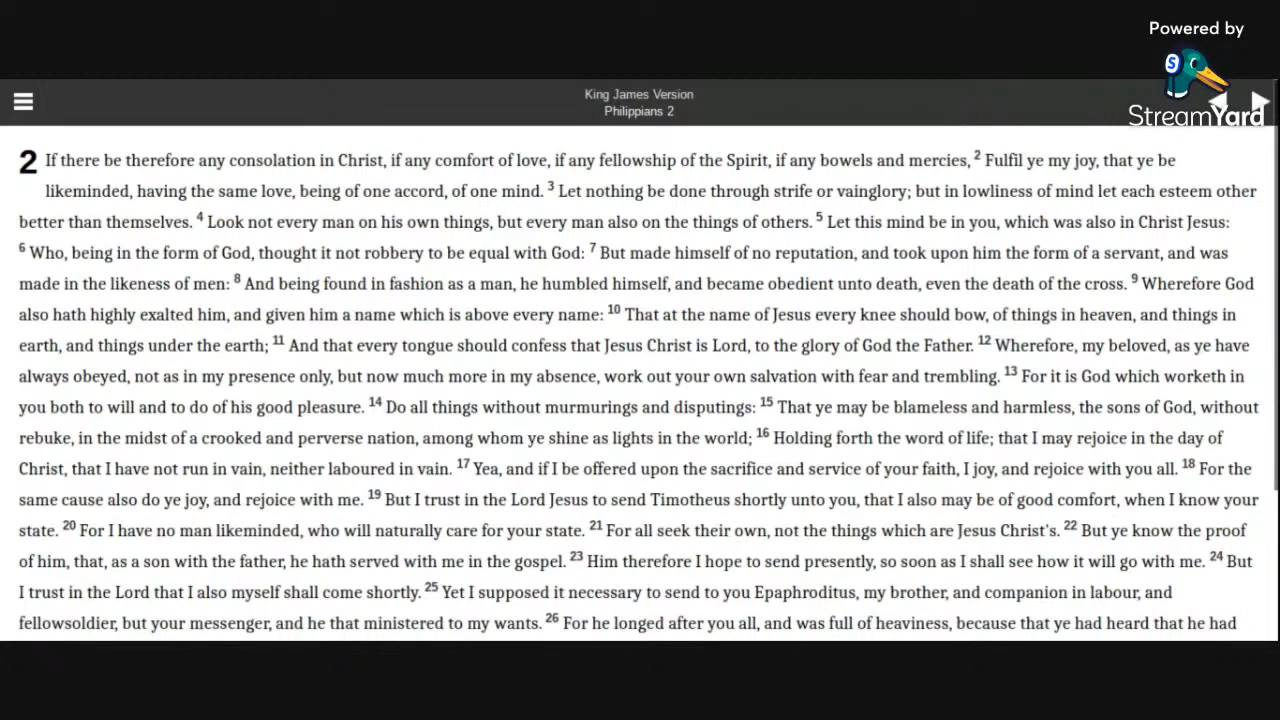 Powered by
StreamYard
King James Version
Philippians 2
2 If there be therefore any consolation in Christ, if any comfort of love, if any fellowship of the Spirit, if any bowels and mercies, 2 Fulfil ye my joy, that ye be
likeminded, having the same love, being of one accord, of one mind. 3 Let nothing be done through strife or vainglory; but in lowliness of mind let each esteem other
better than themselves. 4 Look not every man on his own things, but every man also on the things of others. 5 Let this mind be in you, which was also in Christ Jesus:
6 Who, being in the form of God, thought it not robbery to be equal with God: 7 But made himself of no reputation, and took upon him the form of a servant, and was
made in the likeness of men: 8 And being found in fashion as a man, he humbled himself, and became obedient unto death, even the death of the cross. 9 Wherefore God
also hath highly exalted him, and given him a name which is above every name: 10 That at the name of Jesus every knee should bow, of things in heaven, and things in
earth, and things under the earth; 11 And that every tongue should confess that Jesus Christ is Lord, to the glory of God the Father. 12 Wherefore, my beloved, as ye have
always obeyed, not as in my presence only, but now much more in my absence, work out your own salvation with fear and trembling. 13 For it is God which worketh in
you both to will and to do of his good pleasure. 14 Do all things without murmurings and disputings: 15 That ye may be blameless and harmless, the sons of God, without
rebuke, in the midst of a crooked and perverse nation, among whom ye shine as lights in the world; 16 Holding forth the word of life; that I may rejoice in the day of
Christ, that I have not run in vain, neither laboured in vain. 17 Yea, and if I be offered upon the sacrifice and service of your faith, I joy, and rejoice with you all. 18 For the
same cause also do ye joy, and rejoice with me. 19 But I trust in the Lord Jesus to send Timotheus shortly unto you, that I also may be of good comfort, when I know your
state. 20 For I have no man likeminded, who will naturally care for your state. 21 For all seek their own, not the things which are Jesus Christ's. 22 But ye know the proof
of him, that, as a son with the father, he hath served with me in the gospel. 23 Him therefore I hope to send presently, so soon as I shall see how it will go with me. 24 But
I trust in the Lord that I also myself shall come shortly. 25 Yet I supposed it necessary to send to you Epaphroditus, my brother, and companion in labour, and
fellowsoldier, but your messenger, and he that ministered to my wants. 26 For he longed after you all, and was full of heaviness, because that ye had heard that he had